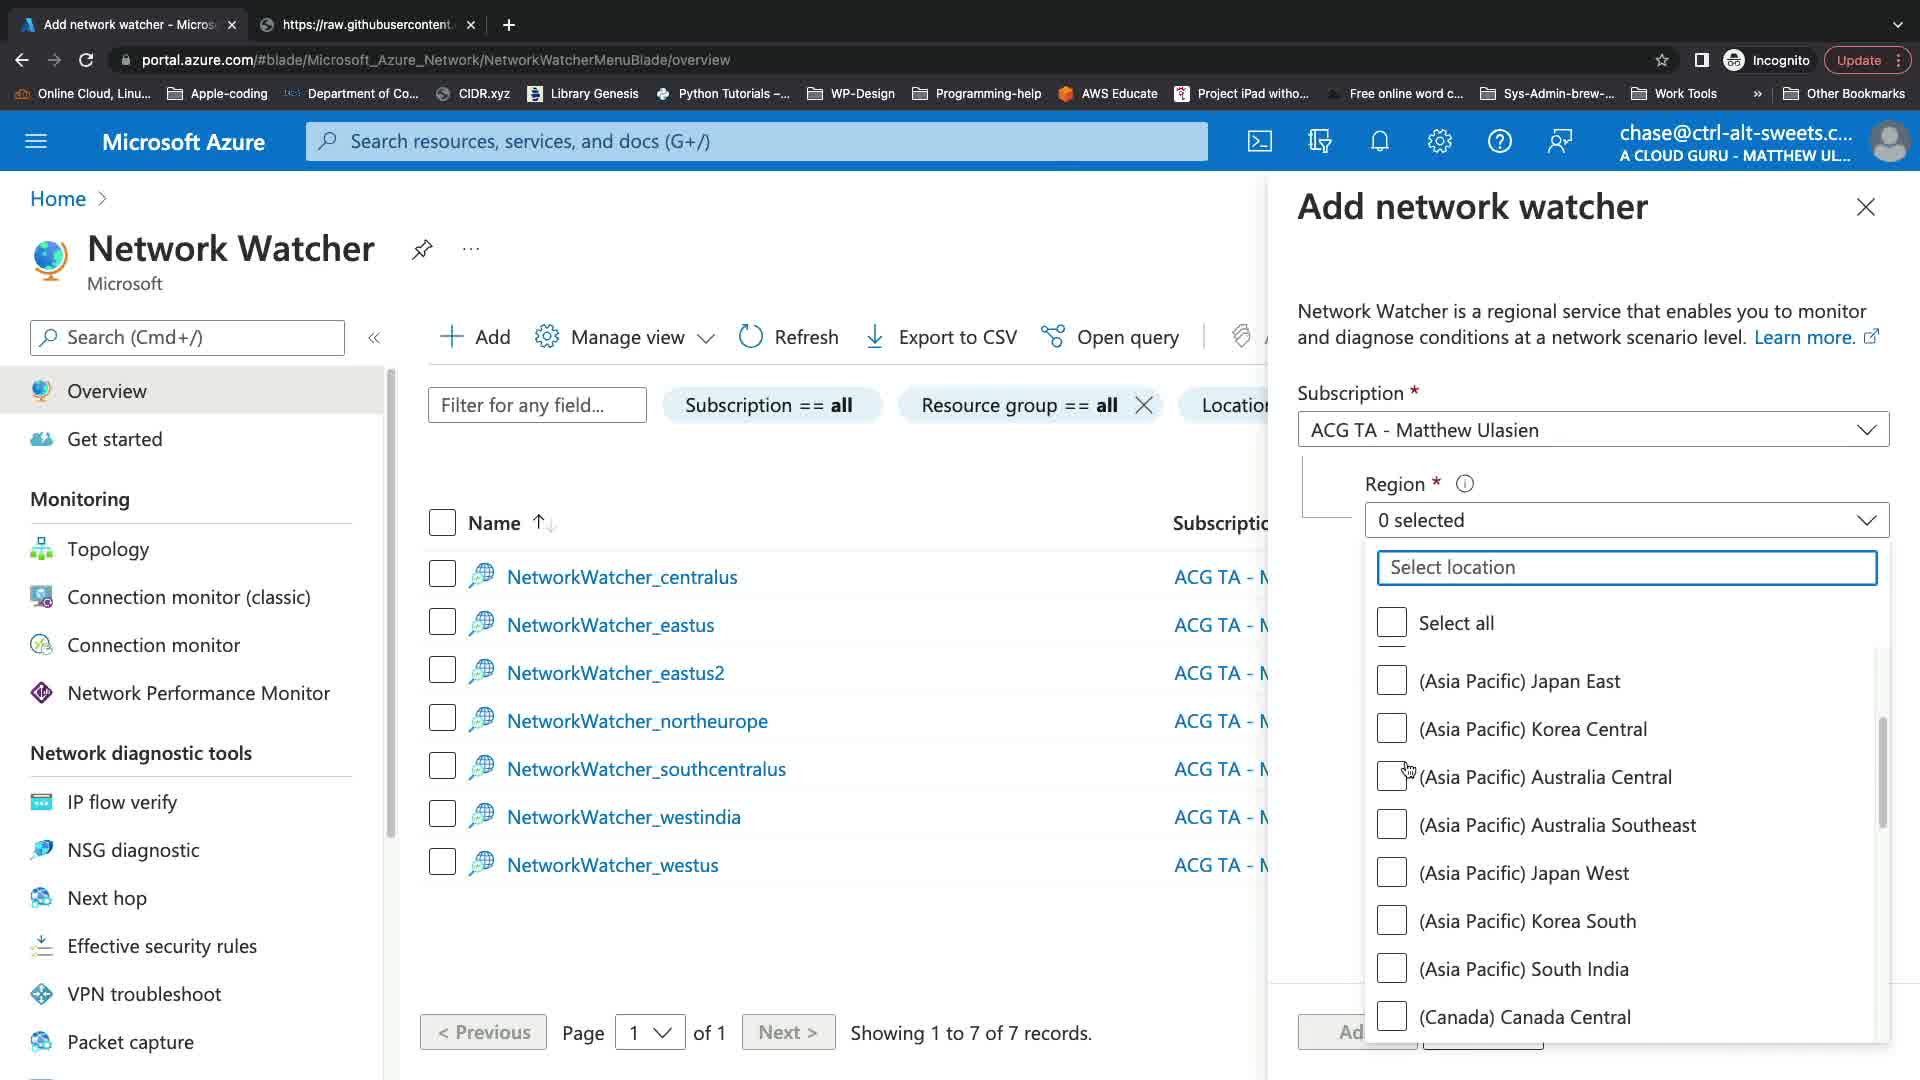 Add network watcher - Micros
https://raw.githubusercontent.
portal.azure.com/#blade/Microsoft_Azure_Network/NetworkWatcherMenuBlade/overview
Incognito
Update
Online Cloud, Linu...
Apple-coding
Department of Co...
CIDR.xyz
Library Genesis
Python Tutorials –...
WP-Design
Programming-help
AWS Educate
Project iPad witho...
Free online word c...
Sys-Admin-brew-...
Work Tools
»
Other Bookmarks
Microsoft Azure
Search resources, services, and docs (G+/)
chase@ctrl-alt-sweets.c...
A CLOUD GURU - MATTHEW UL...
Home >
Network Watcher
...
Microsoft
Search (Cmd+/)
«
Overview
Get started
Monitoring
Topology
Connection monitor (classic)
Connection monitor
Network Performance Monitor
Network diagnostic tools
IP flow verify
NSG diagnostic
Next hop
Effective security rules
VPN troubleshoot
Packet capture
Add
Manage view
Refresh
Export to CSV
Open query
Filter for any field...
Subscription == all
Resource group == all
Location
Name
Subscriptio
NetworkWatcher_centralus
ACG TA - M
NetworkWatcher_eastus
ACG TA - M
NetworkWatcher_eastus2
ACG TA - M
NetworkWatcher_northeurope
ACG TA - M
NetworkWatcher_southcentralus
ACG TA - M
NetworkWatcher_westindia
ACG TA - M
NetworkWatcher_westus
ACG TA - M
< Previous
Page
1
of 1
Next >
Showing 1 to 7 of 7 records.
Add network watcher
Network Watcher is a regional service that enables you to monitor
and diagnose conditions at a network scenario level. Learn more.
Subscription *
ACG TA - Matthew Ulasien
Region *
0 selected
Select location
Select all
(Asia Pacific) Japan East
(Asia Pacific) Korea Central
(Asia Pacific) Australia Central
(Asia Pacific) Australia Southeast
(Asia Pacific) Japan West
(Asia Pacific) Korea South
(Asia Pacific) South India
(Canada) Canada Central
Ad